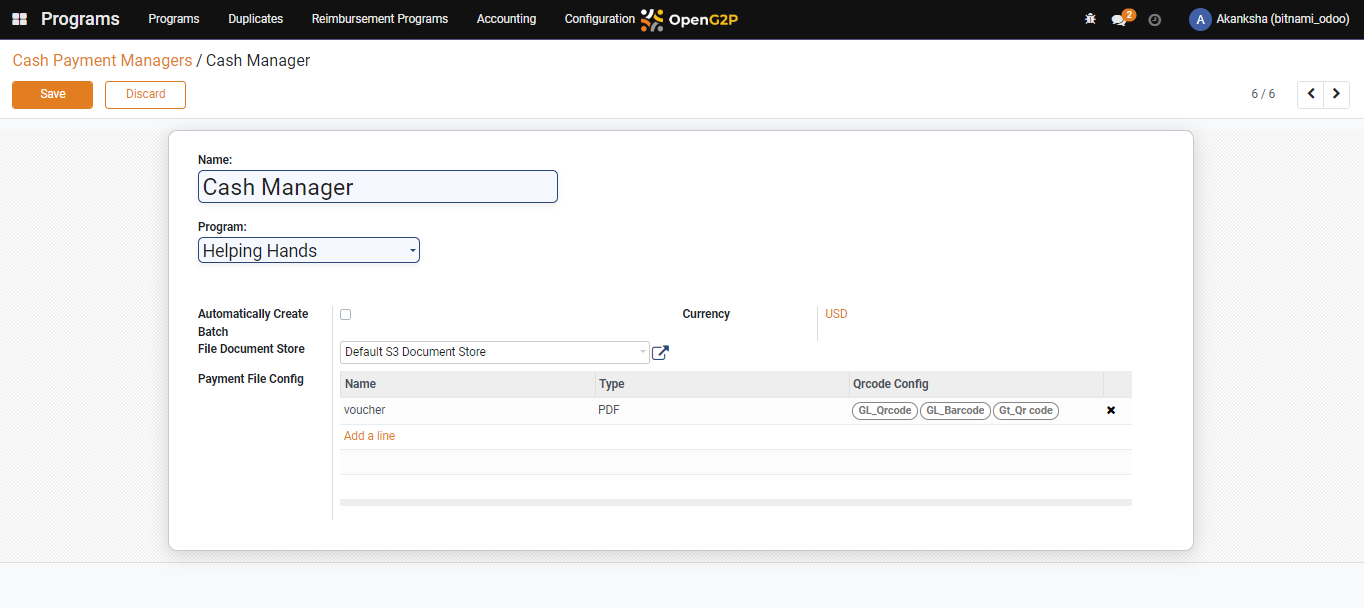 Programs Programs Duplicates Reimbursement Programs Accounting Configuration OpenG2P 2 A Akanksha (bitnami_odoo)
Cash Payment Managers / Cash Manager
Save Discard 6 / 6
Name:
Cash Manager
Program:
Helping Hands
Automatically Create Batch
Currency USD
File Document Store Default S3 Document Store
Payment File Config
Name Type Qrcode Config
voucher PDF GL_Qrcode GL_Barcode Gt_Qr code
Add a line